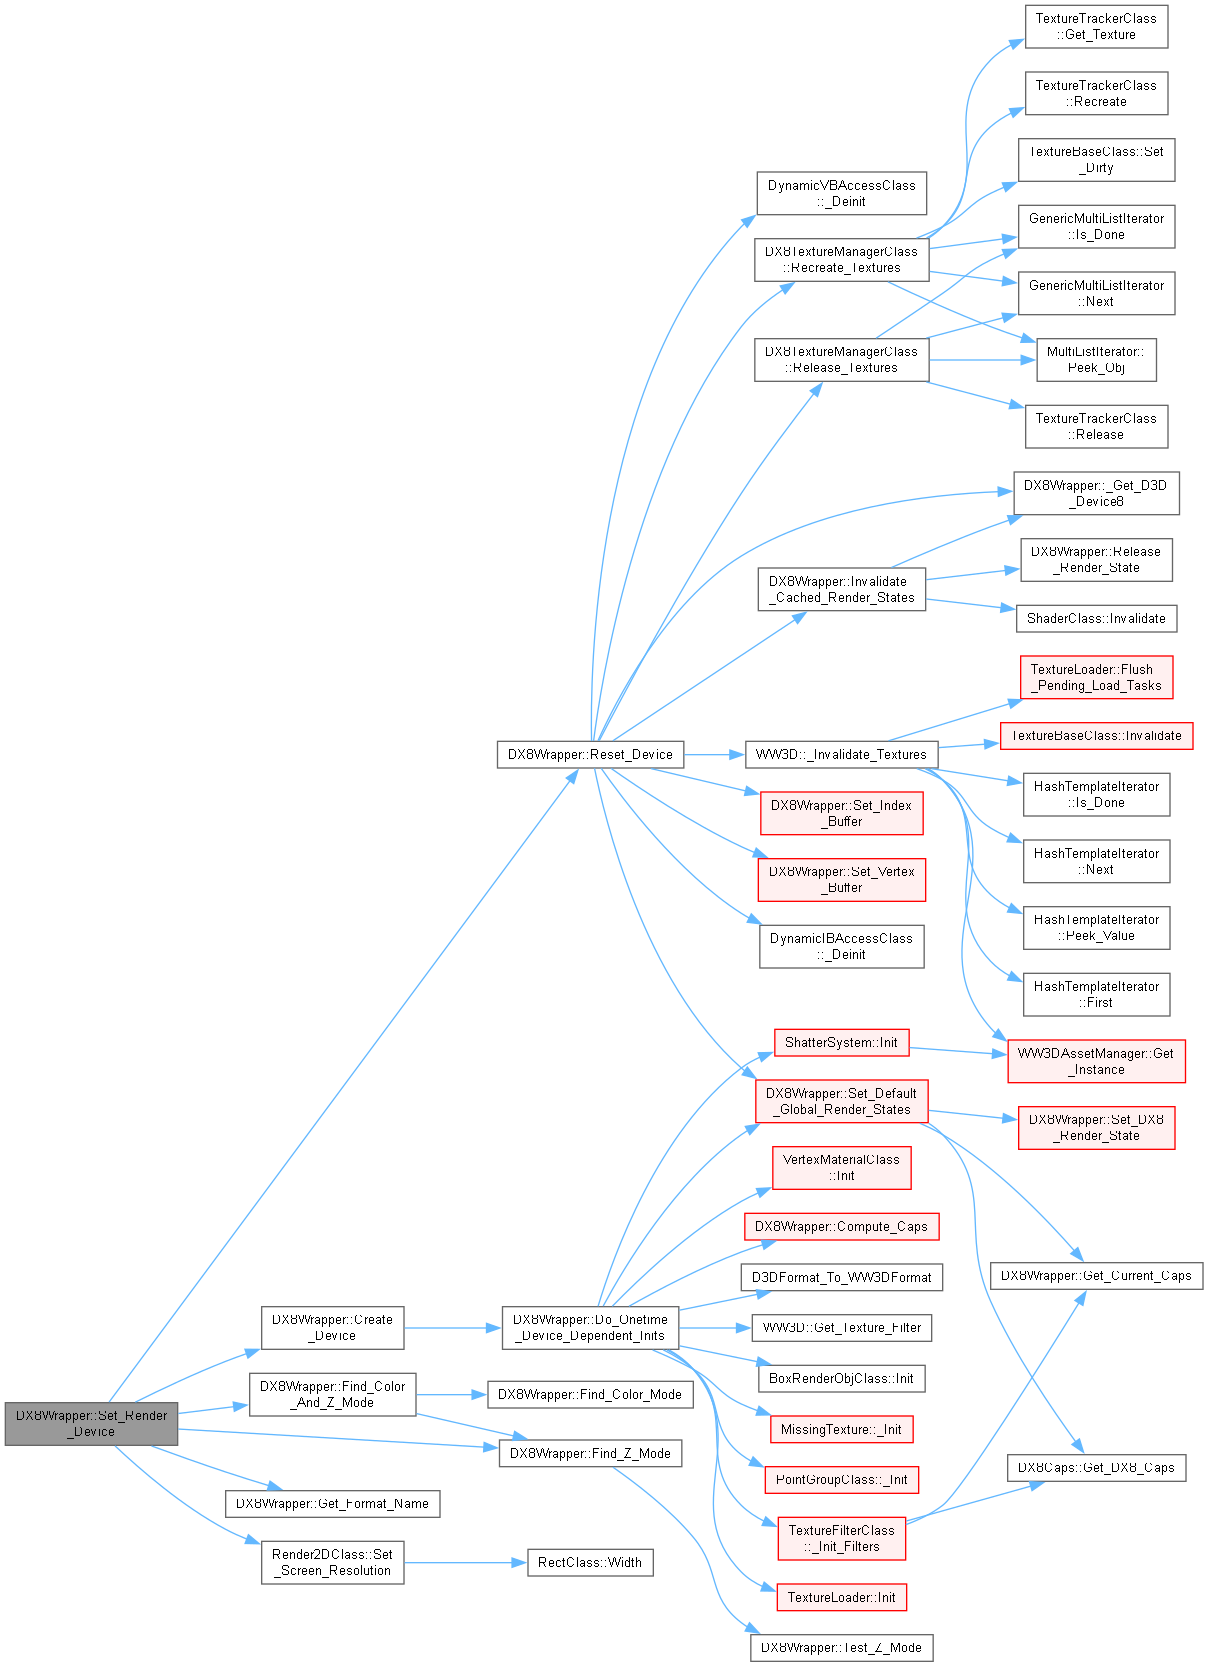 TextureTrackerClass
::Get_Texture
TextureTrackerClass
::Recreate
TextureBaseClass::Set
_Dirty
DynamicVBAccessClass
::_Deinit
GenericMultiListIterator
::Is_Done
DX8TextureManagerClass
::Recreate_Textures
GenericMultiListIterator
::Next
DX8TextureManagerClass
::Release_Textures
MultiListIterator::
Peek_Obj
TextureTrackerClass
::Release
DX8Wrapper::_Get_D3D
_Device8
DX8Wrapper::Release
_Render_State
DX8Wrapper::Invalidate
_Cached_Render_States
ShaderClass::Invalidate
TextureLoader::Flush
_Pending_Load_Tasks
TextureBaseClass::Invalidate
DX8Wrapper::Reset_Device
WW3D::_Invalidate_Textures
HashTemplateIterator
::Is_Done
DX8Wrapper::Set_Index
_Buffer
HashTemplateIterator
::Next
DX8Wrapper::Set_Vertex
_Buffer
HashTemplateIterator
::Peek_Value
DynamicIBAccessClass
::_Deinit
HashTemplateIterator
::First
ShatterSystem::Init
WW3DAssetManager::Get
_Instance
DX8Wrapper::Set_Default
_Global_Render_States
DX8Wrapper::Set_DX8
_Render_State
VertexMaterialClass
::Init
DX8Wrapper::Compute_Caps
D3DFormat_To_WW3DFormat
DX8Wrapper::Get_Current_Caps
DX8Wrapper::Create
_Device
DX8Wrapper::Do_Onetime
_Device_Dependent_Inits
WW3D::Get_Texture_Filter
BoxRenderObjClass::Init
DX8Wrapper::Find_Color
_And_Z_Mode
DX8Wrapper::Find_Color_Mode
DX8Wrapper::Set_Render
_Device
MissingTexture::_Init
DX8Wrapper::Find_Z_Mode
DX8Caps::Get_DX8_Caps
PointGroupClass::_Init
DX8Wrapper::Get_Format_Name
TextureFilterClass
::_Init_Filters
Render2DClass::Set
_Screen_Resolution
RectClass::Width
TextureLoader::Init
DX8Wrapper::Test_Z_Mode